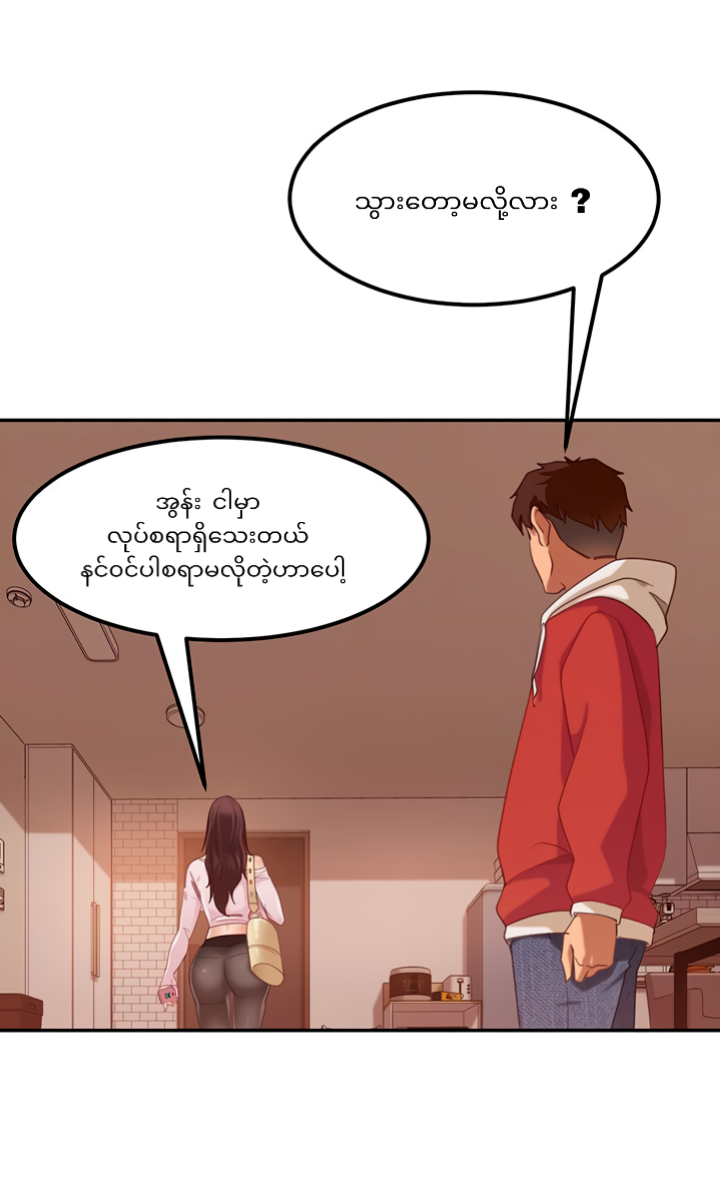 သွားတော့မလို့လား ?
အွန်း ငါမှာ
လုပ်စရာရှိသေးတယ်
နင်ဝင်ပါစရာမလိုတဲ့ဟာပေါ့